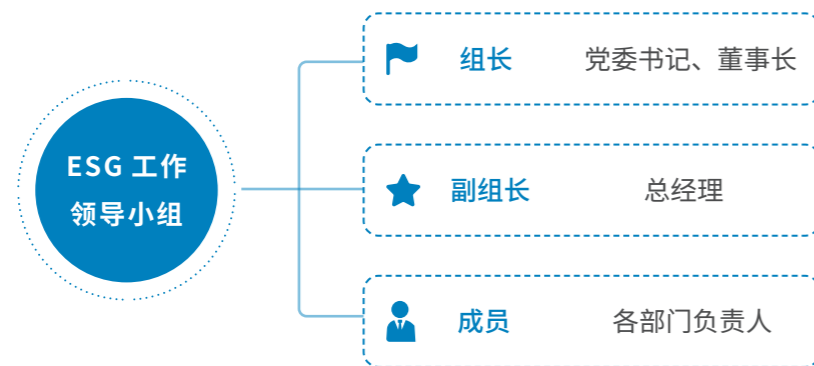 ESG 工作
领导小组
组长 党委书记、董事长
副组长 总经理
成员 各部门负责人